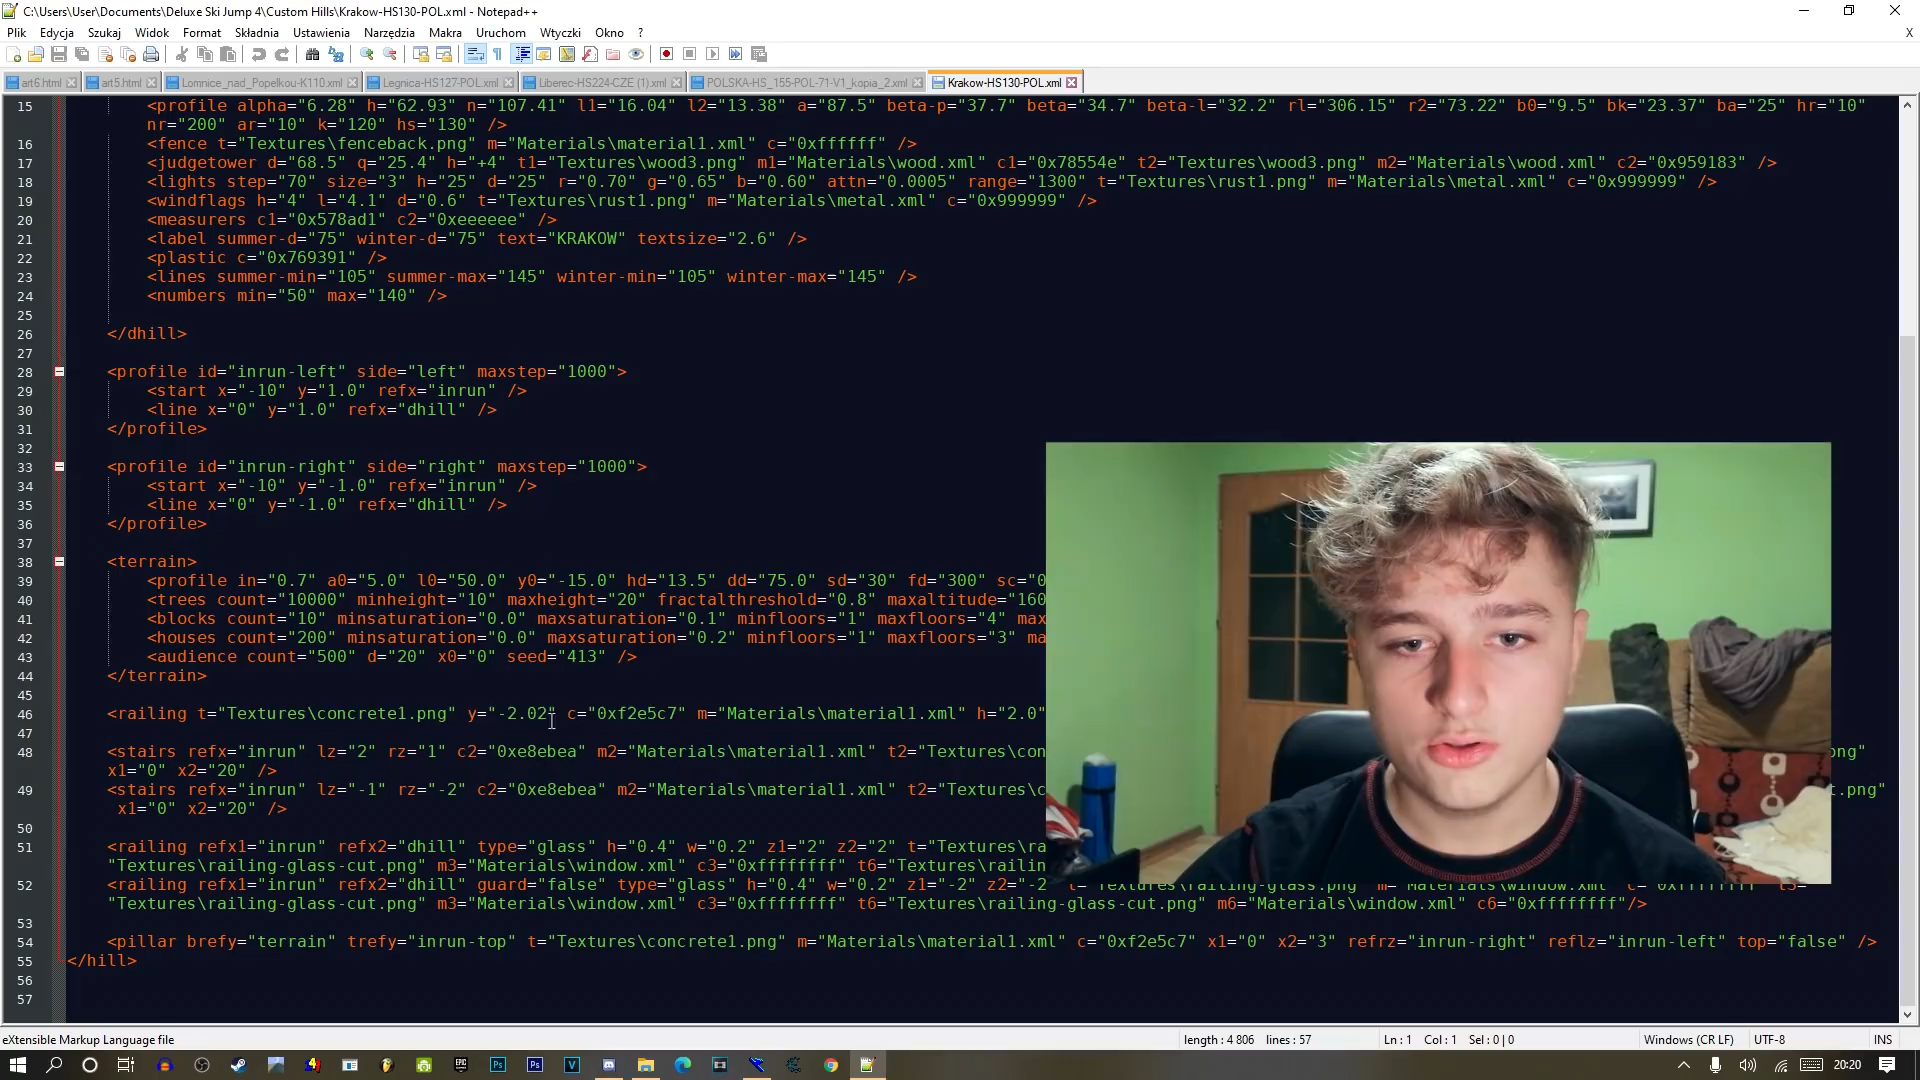 C:\Users\User\Documents\Deluxe Ski Jump 4\Custom Hills\Krakow-HS130-POL.xml - Notepad++
Plik Edycja Szukaj Widok Format Składnia Ustawienia Narzędzia Makra Uruchom Wtyczki Okno ? X
art6.html art5.html Lomnice_nad_Popelkou-K110.xml Legnica-HS127-POL.xml Liberec-HS224-CZE (1).xml POLSKA-HS_155-POL-71-V1_kopia_2.xml Krakow-HS130-POL.xml
15 <profile alpha="6.28" h="62.93" n="107.41" l1="16.04" l2="13.38" a="87.5" beta-p="37.7" beta="34.7" beta-l="32.2" rl="306.15" r2="73.22" b0="9.5" bk="23.37" ba="25" hr="10"
nr="200" ar="10" k="120" hs="130" />
16 <fence t="Textures\fenceback.png" m="Materials\material1.xml" c="0xffffff" />
17 <judgetower d="68.5" q="25.4" h="+4" t1="Textures\wood3.png" m1="Materials\wood.xml" c1="0x78554e" t2="Textures\wood3.png" m2="Materials\wood.xml" c2="0x959183" />
18 <lights step="70" size="3" h="25" d="25" r="0.70" g="0.65" b="0.60" attn="0.0005" range="1300" t="Textures\rust1.png" m="Materials\metal.xml" c="0x999999" />
19 <windflags h="4" l="4.1" d="0.6" t="Textures\rust1.png" m="Materials\metal.xml" c="0x999999" />
20 <measurers c1="0x578ad1" c2="0xeeeeee" />
21 <label summer-d="75" winter-d="75" text="KRAKOW" textsize="2.6" />
22 <plastic c="0x769391" />
23 <lines summer-min="105" summer-max="145" winter-min="105" winter-max="145" />
24 <numbers min="50" max="140" />
25
26 </dhill>
27
28 <profile id="inrun-left" side="left" maxstep="1000">
29 <start x="-10" y="1.0" refx="inrun" />
30 <line x="0" y="1.0" refx="dhill" />
31 </profile>
32
33 <profile id="inrun-right" side="right" maxstep="1000">
34 <start x="-10" y="-1.0" refx="inrun" />
35 <line x="0" y="-1.0" refx="dhill" />
36 </profile>
37
38 <terrain>
39 <profile in="0.7" a0="5.0" l0="50.0" y0="-15.0" hd="13.5" dd="75.0" sd="30" fd="300" sc="0
40 <trees count="10000" minheight="10" maxheight="20" fractalthreshold="0.8" maxaltitude="160
41 <blocks count="10" minsaturation="0.0" maxsaturation="0.1" minfloors="1" maxfloors="4" max
42 <houses count="200" minsaturation="0.0" maxsaturation="0.2" minfloors="1" maxfloors="3" ma
43 <audience count="500" d="20" x0="0" seed="413" />
44 </terrain>
45
46 <railing t="Textures\concrete1.png" y="-2.02" c="0xf2e5c7" m="Materials\material1.xml" h="2.0"
47
48 <stairs refx="inrun" lz="2" rz="1" c2="0xe8ebea" m2="Materials\material1.xml" t2="Textures\con ong"
x1="0" x2="20" />
49 <stairs refx="inrun" lz="-1" rz="-2" c2="0xe8ebea" m2="Materials\material1.xml" t2="Textures\c t.png"
x1="0" x2="20" />
50
51 <railing refx1="inrun" refx2="dhill" type="glass" h="0.4" w="0.2" z1="2" z2="2" t="Textures\ra
"Textures\railing-glass-cut.png" m3="Materials\window.xml" c3="0xffffffff" t6="Textures\railin
52 <railing refx1="inrun" refx2="dhill" guard="false" type="glass" h="0.4" w="0.2" z1="-2" z2="-2 t="Textures\railing-glass.png" m="Materials\window.xml" c="0xffffffff" t3=
"Textures\railing-glass-cut.png" m3="Materials\window.xml" c3="0xffffffff" t6="Textures\railing-glass-cut.png" m6="Materials\window.xml" c6="0xffffffff"/>
53
54 <pillar brefy="terrain" trefy="inrun-top" t="Textures\concrete1.png" m="Materials\material1.xml" c="0xf2e5c7" x1="0" x2="3" refrz="inrun-right" reflz="inrun-left" top="false" />
55 </hill>
56
57
eXtensible Markup Language file length : 4 806 lines : 57 Ln : 1 Col : 1 Sel : 0 | 0 Windows (CR LF) UTF-8 INS
20:20